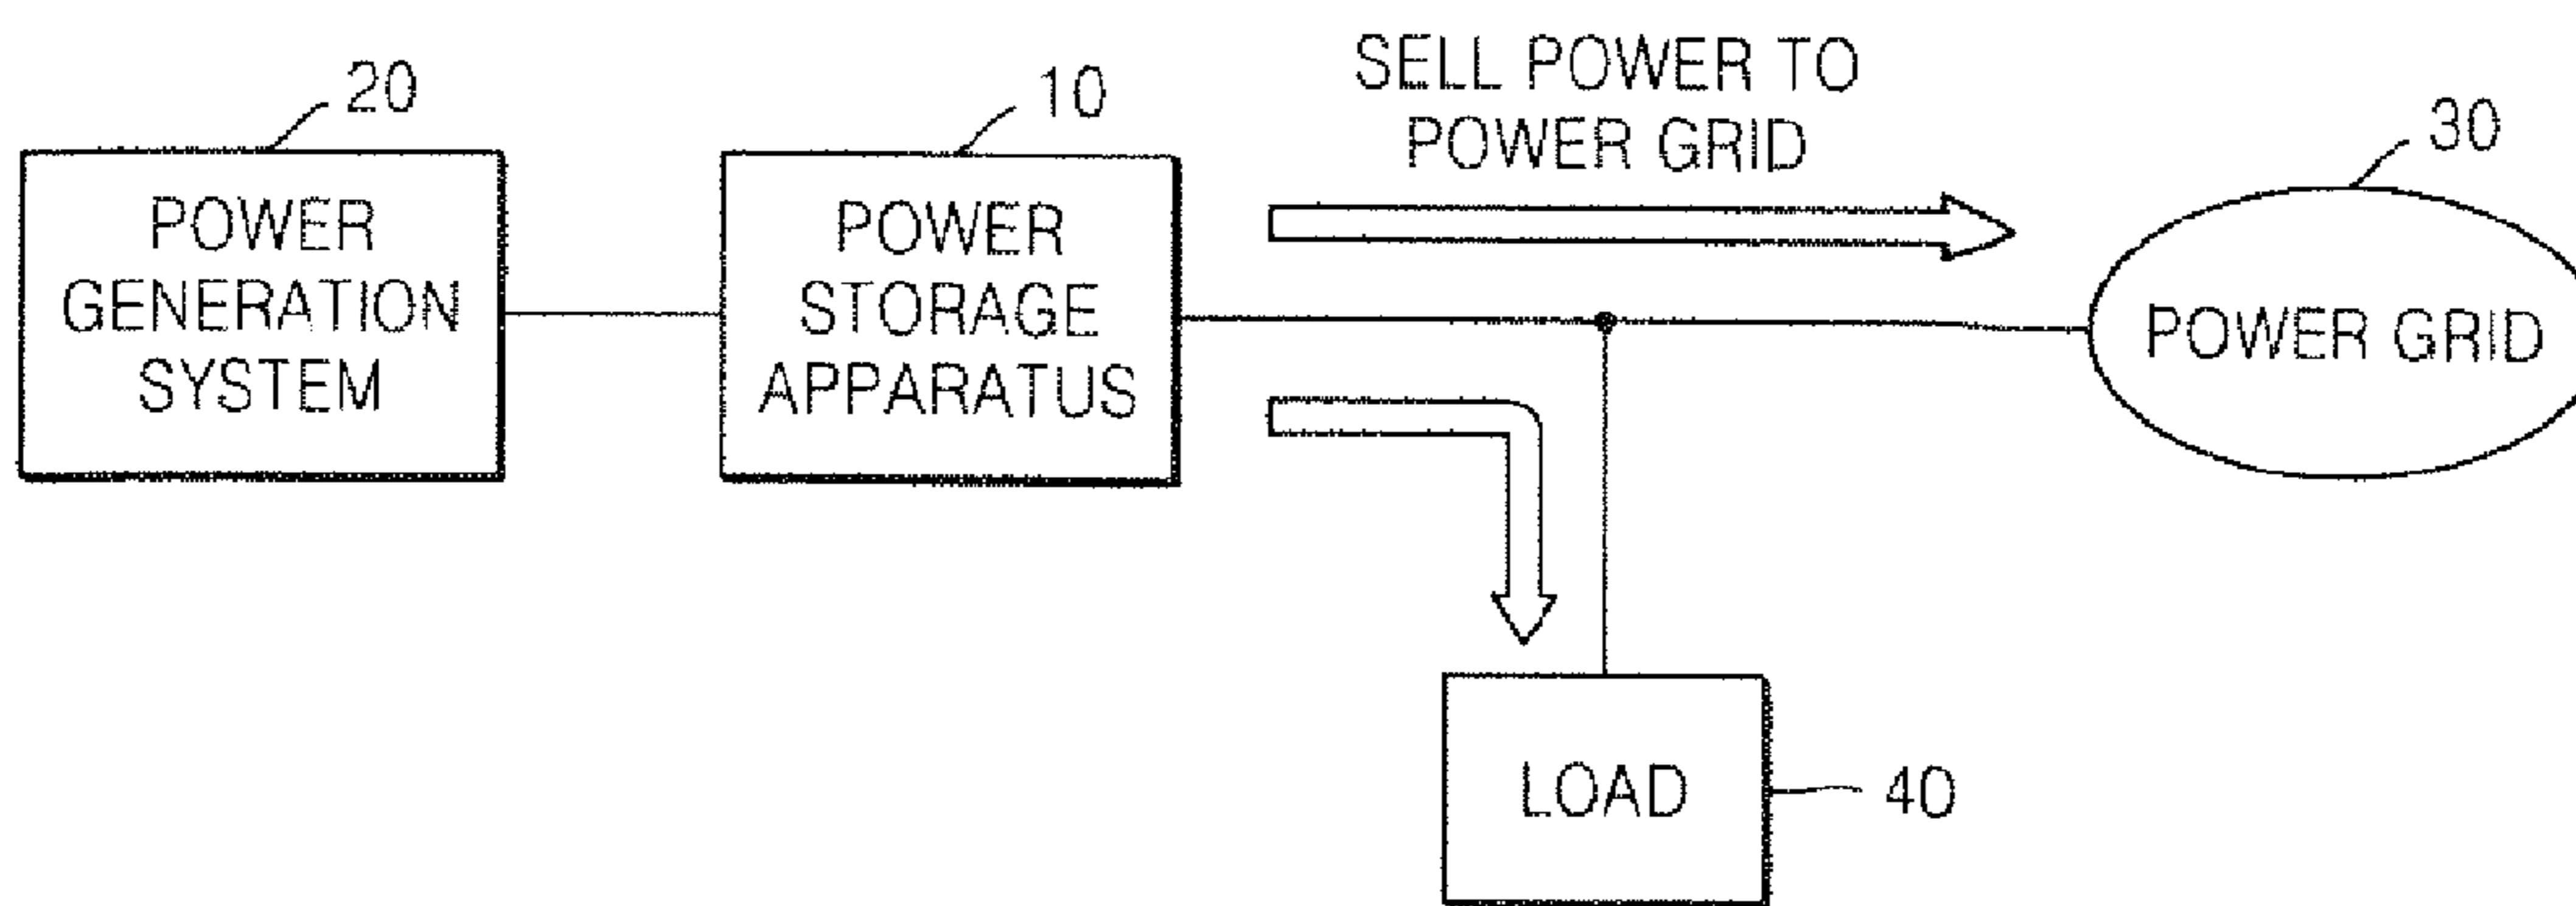 20
POWER
GENERATION
SYSTEM
10
POWER
STORAGE
APPARATUS
SELL POWER TO
POWER GRID
30
POWER GRID
LOAD
40